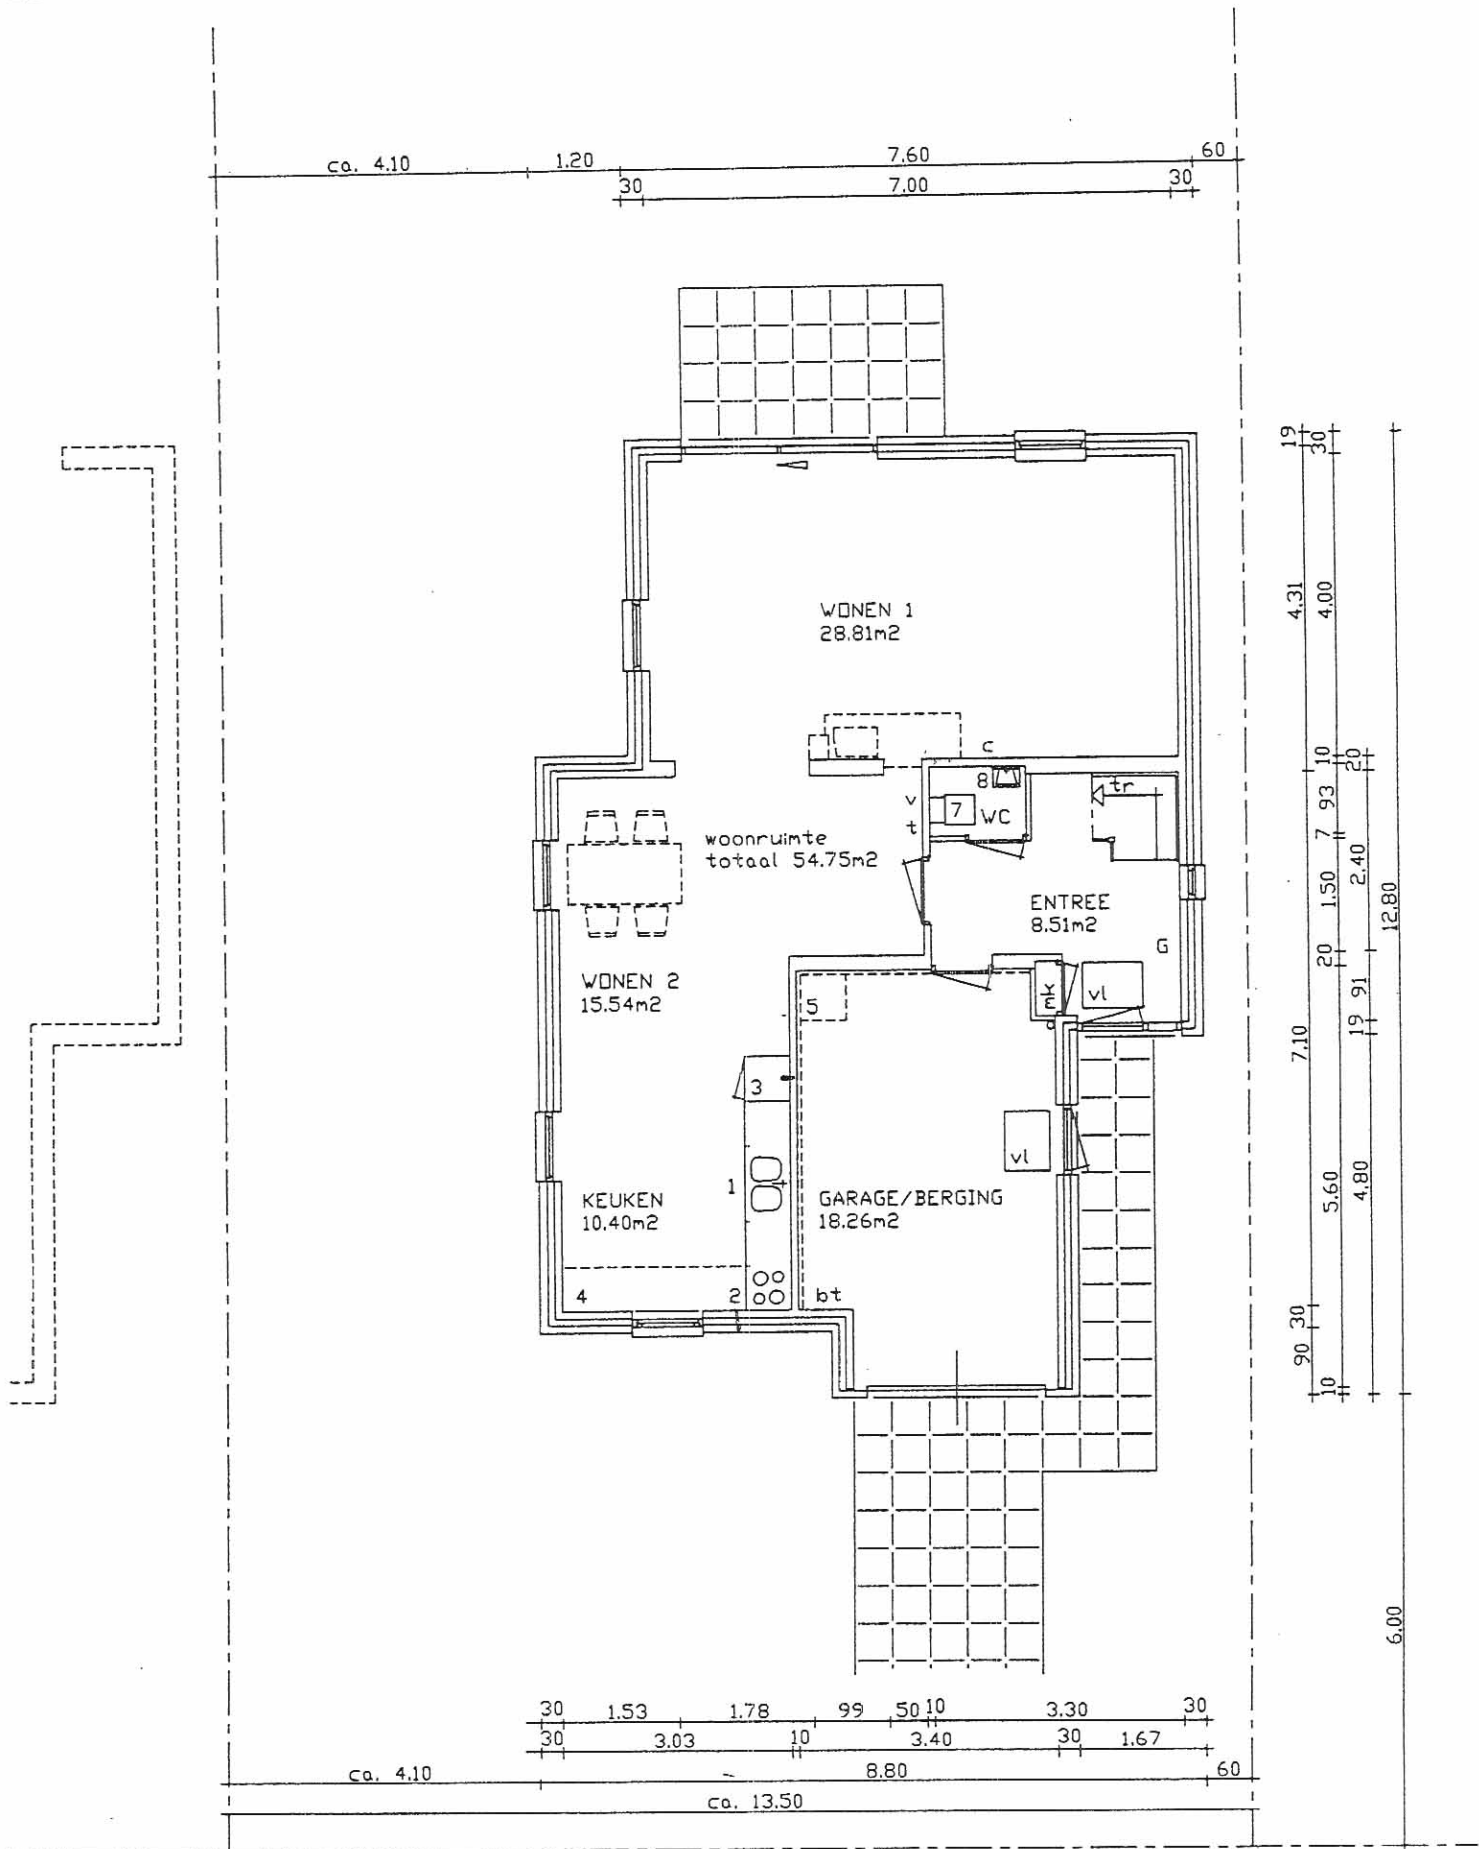 ca. 4.10 1.20 7.60 60
30 7.00 30
WONEN 1
28.81m2
c
8
tr
v
t
7 WC
woonruimte
totaal 54.75m2
ENTREE
8.51m2
G
WONEN 2
15.54m2
5
mk
vl
3
vl
1
KEUKEN
10.40m2
GARAGE/BERGING
18.26m2
4
2
bt
19
30
4.31
4.00
10
20
93
7
2.40
1.50
12.80
20
91
19
7.10
5.60
4.80
30
90
10
6.00
30 1.53 1.78 99 50 10 3.30 30
30 3.03 10 3.40 30 1.67
ca. 4.10 8.80 60
ca. 13.50